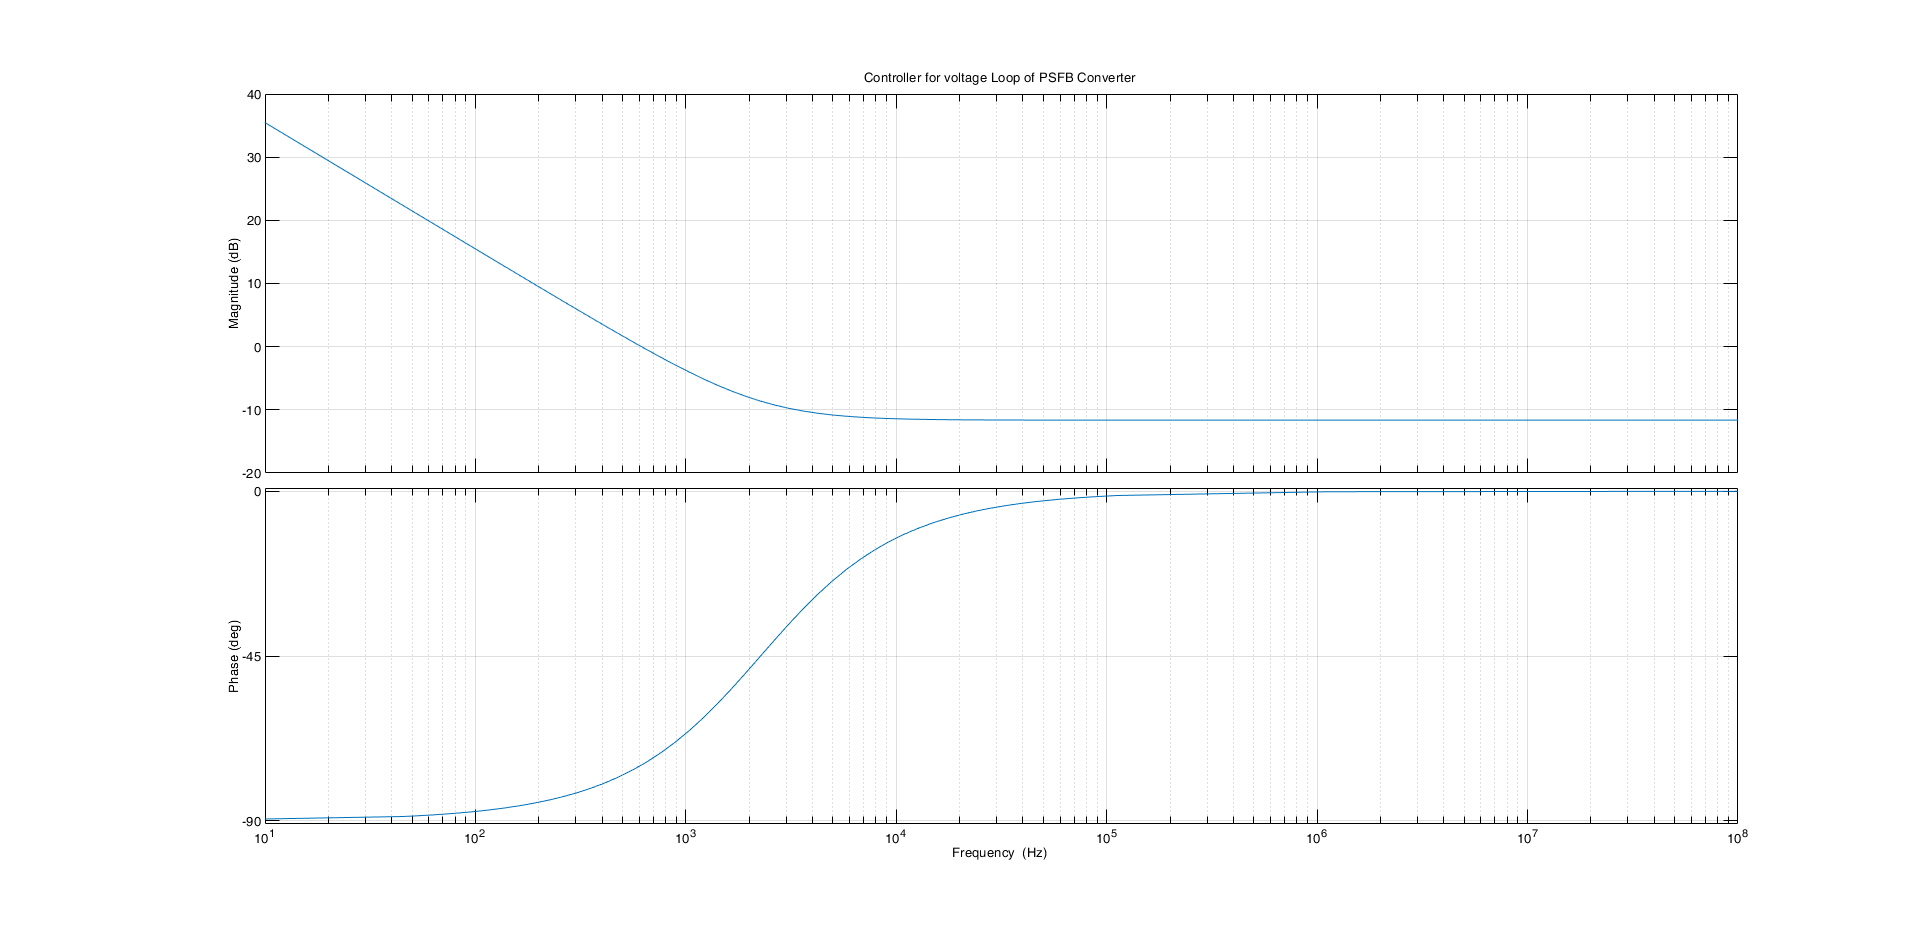 Controller for voltage Loop of PSFB Converter
40
30
20
10
0
-10
-20
Magnitude (dB)
0
-45
-90
Phase (deg)
10^1 10^2 10^3 10^4 10^5 10^6 10^7 10^8
Frequency (Hz)